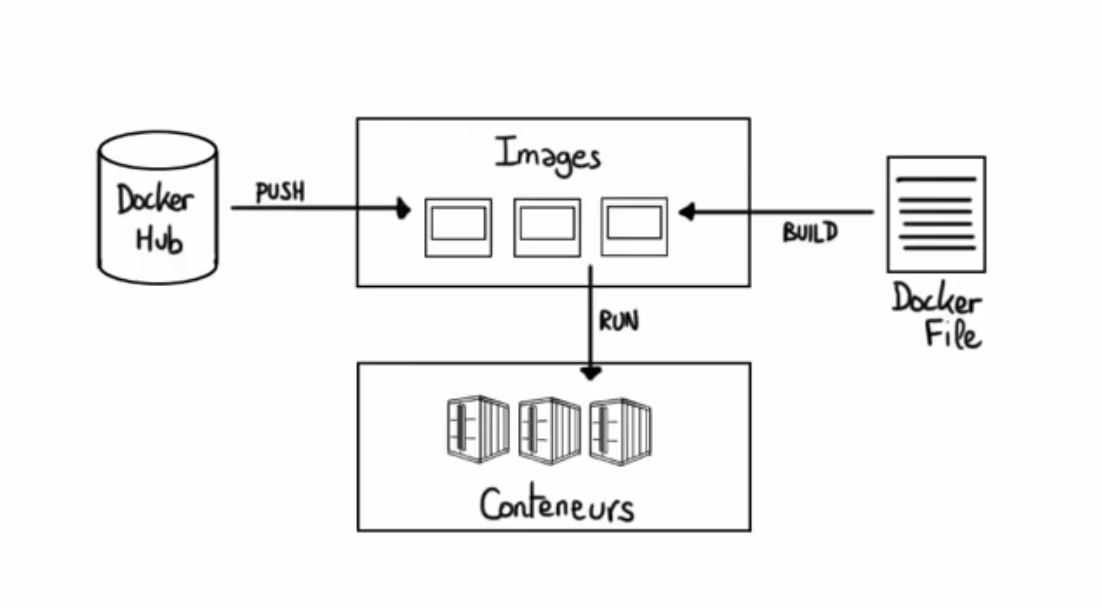 Images
Docker
Hub
PUSH
BUILD
Docker
File
RUN
Conteneurs